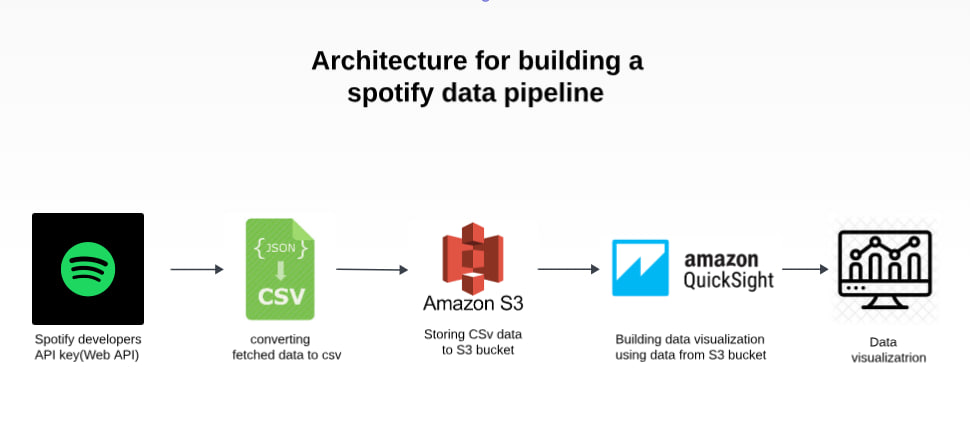 Architecture for building a
spotify data pipeline
{JSON}
CSV
Amazon S3
amazon
QuickSight
Spotify developers
API key(Web API)
converting
fetched data to csv
Storing CSv data
to S3 bucket
Building data visualization
using data from S3 bucket
Data
visualizatrion